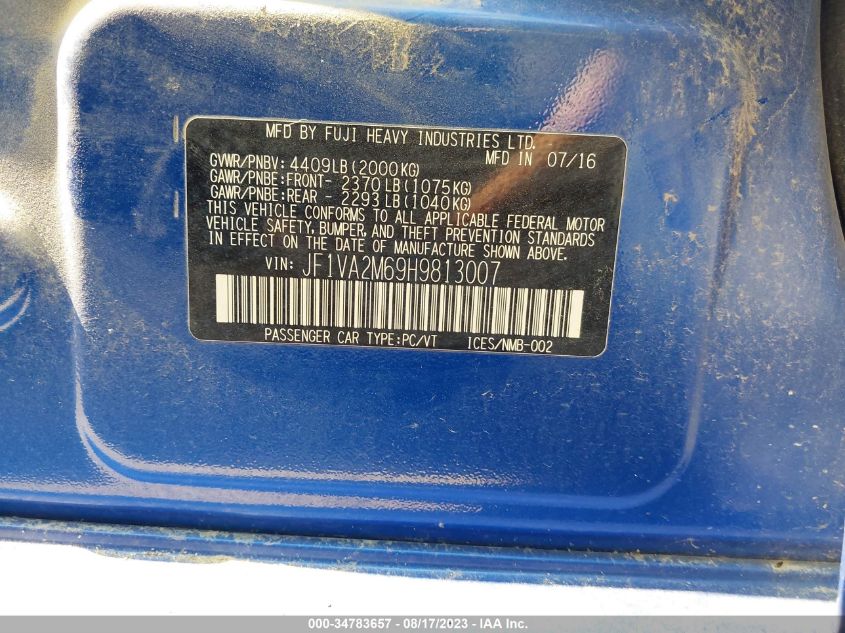 MFD BY FUJI HEAVY INDUSTRIES LTD.
MFD IN 07/16
GVWR/PNBV: 4409LB(2000KG)
GAWR/PNBE:FRONT- 2370LB(1075KG)
GAWR/PNBE:REAR - 2293LB(1040KG)
THIS VEHICLE CONFORMS TO ALL APPLICABLE FEDERAL MOTOR
VEHICLE SAFETY, BUMPER, AND THEFT PREVENTION STANDARDS
IN EFFECT ON THE DATE OF MANUFACTURE SHOWN ABOVE.
VIN: JF1VA2M69H9813007
PASSENGER CAR TYPE:PC/VT ICES/NMB-002
000-34783657 - 08/17/2023 - IAA Inc.